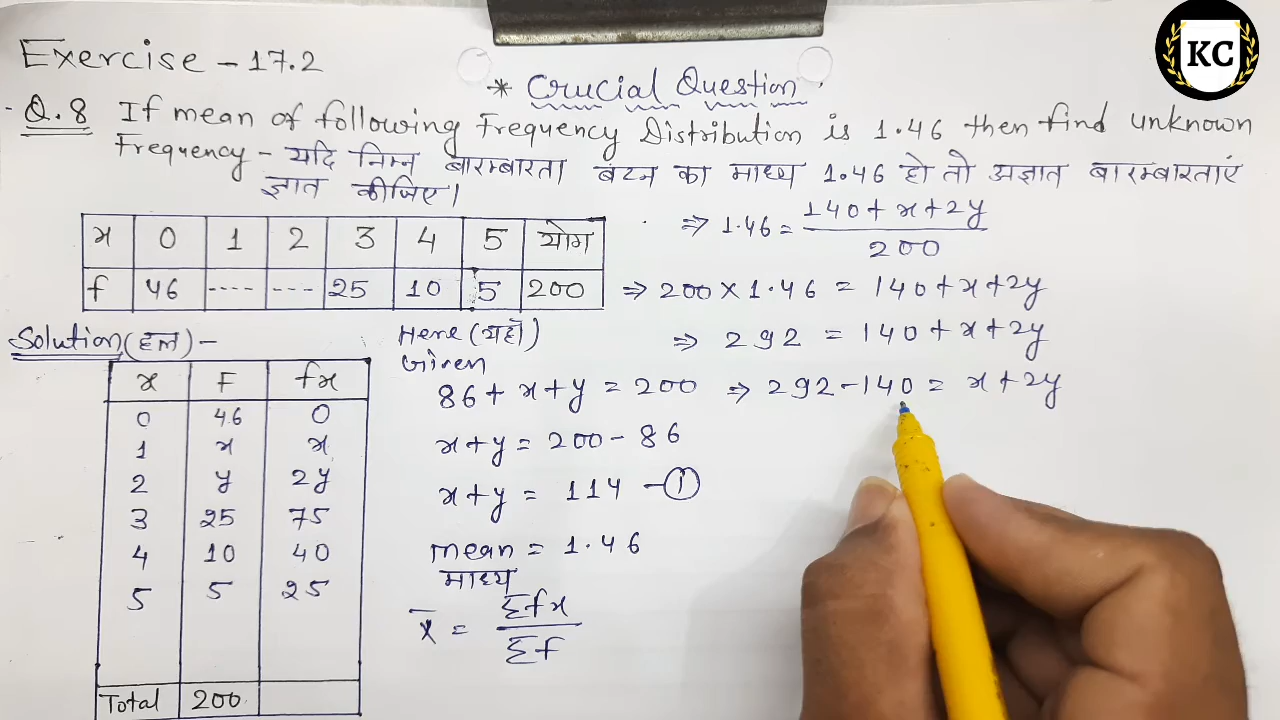 KC
Exercise - 17.2
* Crucial Question
Q.8 If mean of following Frequency Distribution is 1.46 then find unknown
Frequency - यदि निम्न बारम्बारता बंटन का माध्य 1.46 हो तो अज्ञात बारम्बारताएं
ज्ञात कीजिए।
x 0 1 2 3 4 5 योग
f 46 ---- --- 25 10 5 200
Solution (हल) -
x F fx
0 46 0
1 x x
2 y 2y
3 25 75
4 10 40
5 5 25
Total 200
Here (यहाँ)
Given
86 + x + y = 200
x + y = 200 - 86
x + y = 114 - ①
mean = 1.46
माध्य
x̄ = Σfx
Σf
⇒ 1.46 = 140 + x + 2y
200
⇒ 200 × 1.46 = 140 + x + 2y
⇒ 292 = 140 + x + 2y
⇒ 292 - 140 = x + 2y